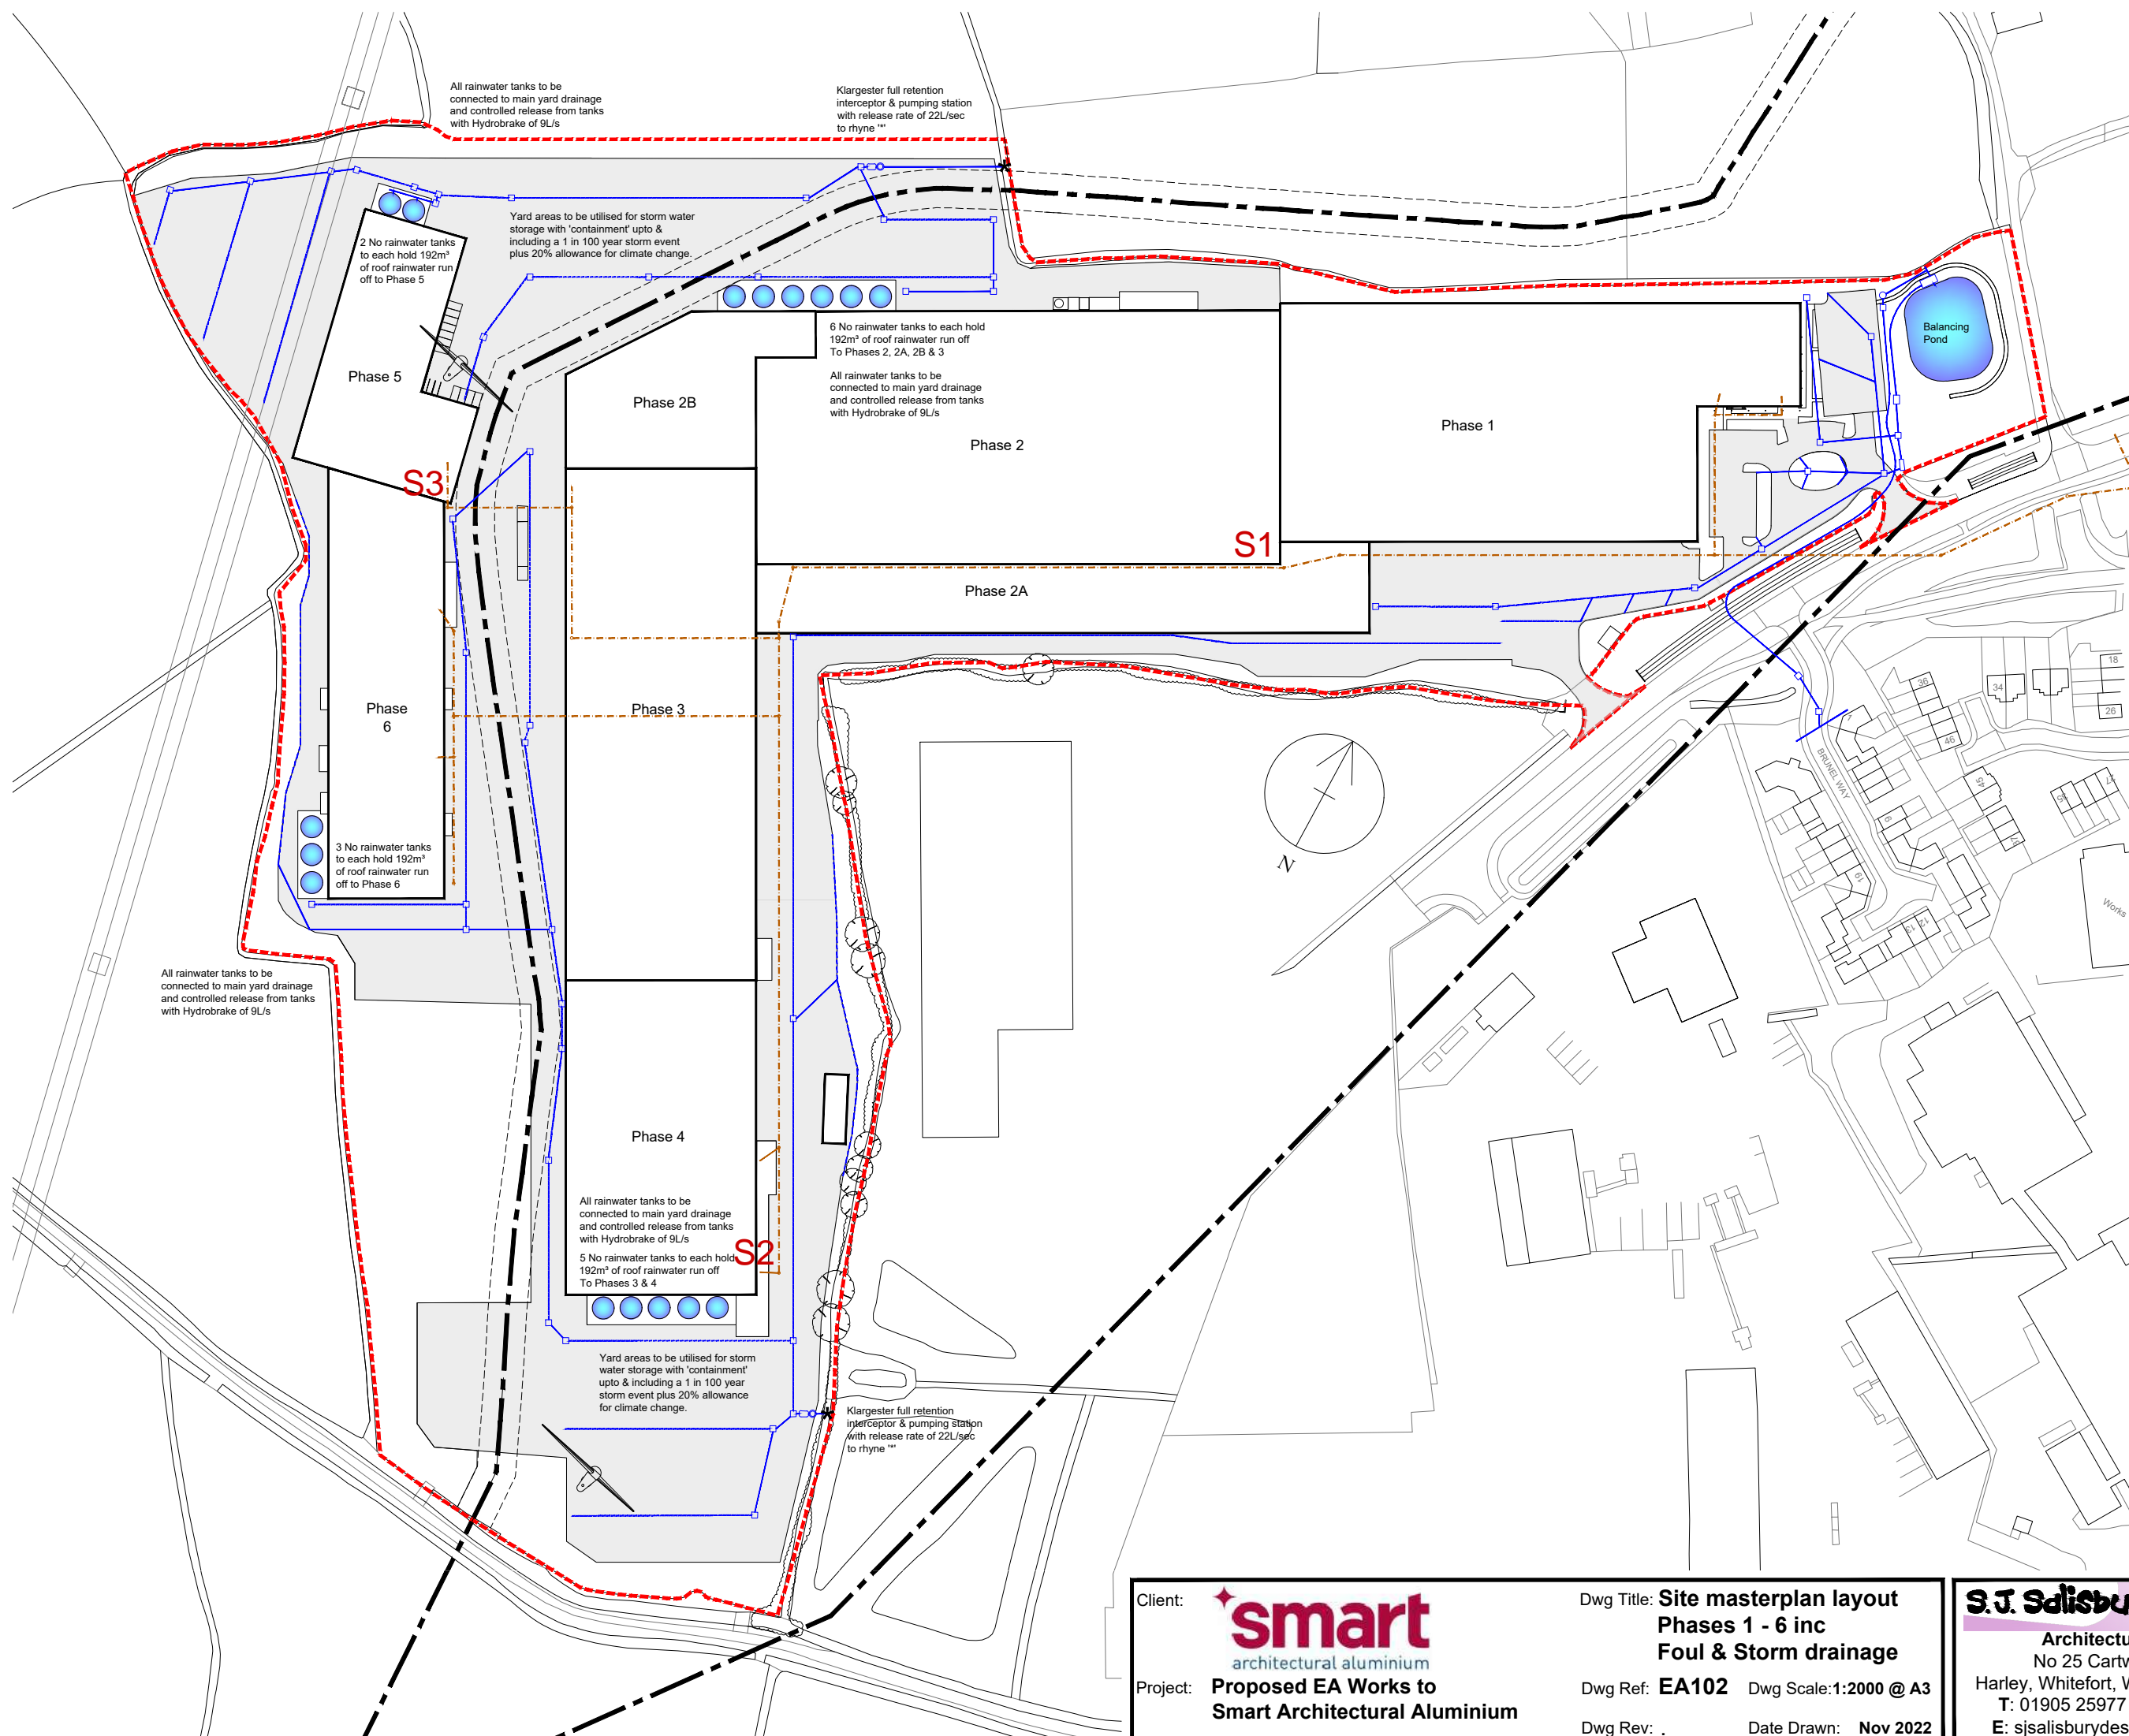 All rainwater tanks to be
connected to main yard drainage
and controlled release from tanks
with Hydrobrake of 9L/s
Klargester full retention
interceptor & pumping station
with release rate of 22L/sec
to rhyne '*'
*
Yard areas to be utilised for storm water
storage with 'containment' upto &
including a 1 in 100 year storm event
plus 20% allowance for climate change.
2 No rainwater tanks
to each hold 192m³
of roof rainwater run
off to Phase 5
Phase 5
6 No rainwater tanks to each hold
192m³ of roof rainwater run off
To Phases 2, 2A, 2B & 3
All rainwater tanks to be
connected to main yard drainage
and controlled release from tanks
with Hydrobrake of 9L/s
Balancing
Pond
Phase 2B
Phase 2
Phase 1
S3
S1
Phase 2A
Phase
6
Phase 3
3 No rainwater tanks
to each hold 192m³
of roof rainwater run
off to Phase 6
N
18
34
36
26
46
1
BRUNEL WAY
45
47
35
37
6
19
12
13
Works
All rainwater tanks to be
connected to main yard drainage
and controlled release from tanks
with Hydrobrake of 9L/s
Phase 4
All rainwater tanks to be
connected to main yard drainage
and controlled release from tanks
with Hydrobrake of 9L/s
S2
5 No rainwater tanks to each hold
192m³ of roof rainwater run off
To Phases 3 & 4
Yard areas to be utilised for storm
water storage with 'containment'
upto & including a 1 in 100 year
storm event plus 20% allowance
for climate change.
*
Klargester full retention
interceptor & pumping station
with release rate of 22L/sec
to rhyne '*'
Client:
smart
architectural aluminium
Project: Proposed EA Works to
Smart Architectural Aluminium
Dwg Title: Site masterplan layout
Phases 1 - 6 inc
Foul & Storm drainage
Dwg Ref: EA102 Dwg Scale:1:2000 @ A3
Dwg Rev: . Date Drawn: Nov 2022
S.J. Salisbu
Architectu
No 25 Cartw
Harley, Whitefort, W
T: 01905 25977
E: sjsalisburydes